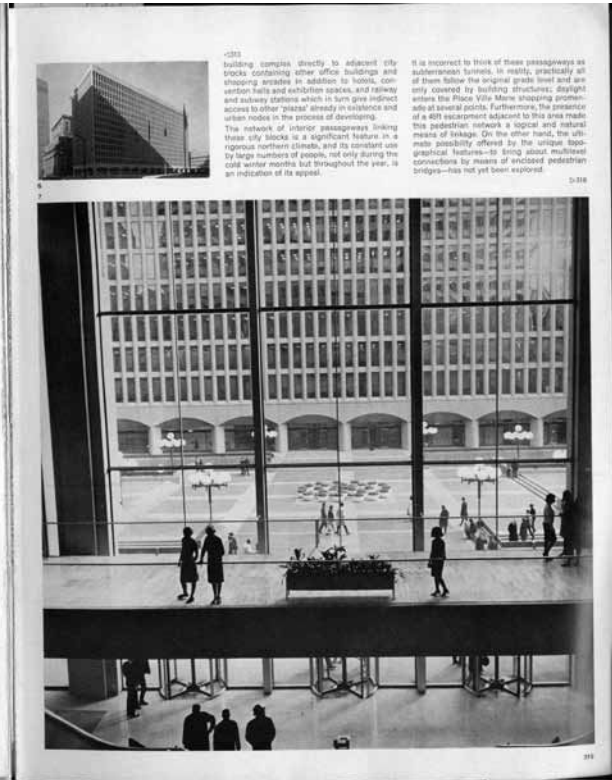 ◁315
building complex directly to adjacent city
blocks containing other office buildings and
shopping arcades in addition to hotels, con-
vention halls and exhibition spaces, and railway
and subway stations which in turn give indirect
access to other 'plazas' already in existence and
urban nodes in the process of developing.
The network of interior passageways linking
these city blocks is a significant feature in a
rigorous northern climate, and its constant use
by large numbers of people, not only during the
cold winter months but throughout the year, is
an indication of its appeal.
It is incorrect to think of these passageways as
subterranean tunnels. In reality, practically all
of them follow the original grade level and are
only covered by building structures; daylight
enters the Place Ville Marie shopping promen-
ade at several points. Furthermore, the presence
of a 40ft escarpment adjacent to this area made
this pedestrian network a logical and natural
means of linkage. On the other hand, the ulti-
mate possibility offered by the unique topo-
graphical features—to bring about multilevel
connections by means of enclosed pedestrian
bridges—has not yet been explored.
▷318
6
7